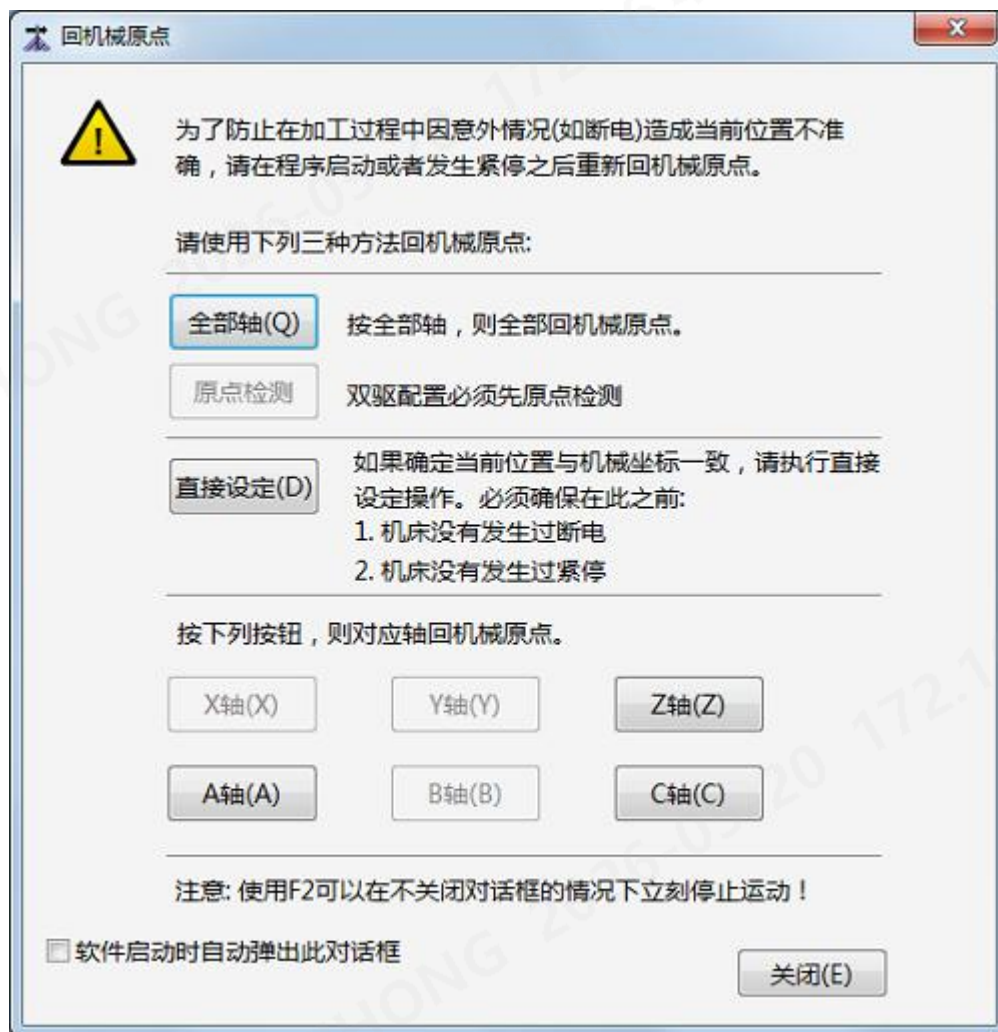 回机械原点
为了防止在加工过程中因意外情况(如断电)造成当前位置不准
确，请在程序启动或者发生紧停之后重新回机械原点。
请使用下列三种方法回机械原点:
全部轴(Q) 按全部轴，则全部回机械原点。
原点检测 双驱配置必须先原点检测
直接设定(D)
如果确定当前位置与机械坐标一致，请执行直接
设定操作。必须确保在此之前:
1. 机床没有发生过断电
2. 机床没有发生过紧停
按下列按钮，则对应轴回机械原点。
X轴(X) Y轴(Y) Z轴(Z)
A轴(A) B轴(B) C轴(C)
注意: 使用F2可以在不关闭对话框的情况下立刻停止运动！
软件启动时自动弹出此对话框
关闭(E)